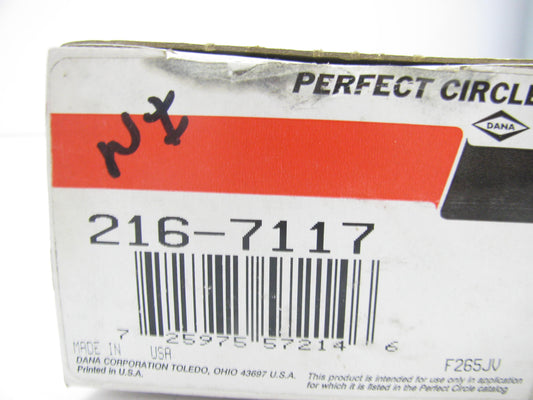 PERFECT CIRCLE
DANA
NI
216-7117
7 25975 57214 6
MADE IN USA
DANA CORPORATION TOLEDO, OHIO 43697 U.S.A.
Printed in U.S.A.
F265JV
This product is intended for use only in application
for which it is listed in the Perfect Circle catalog